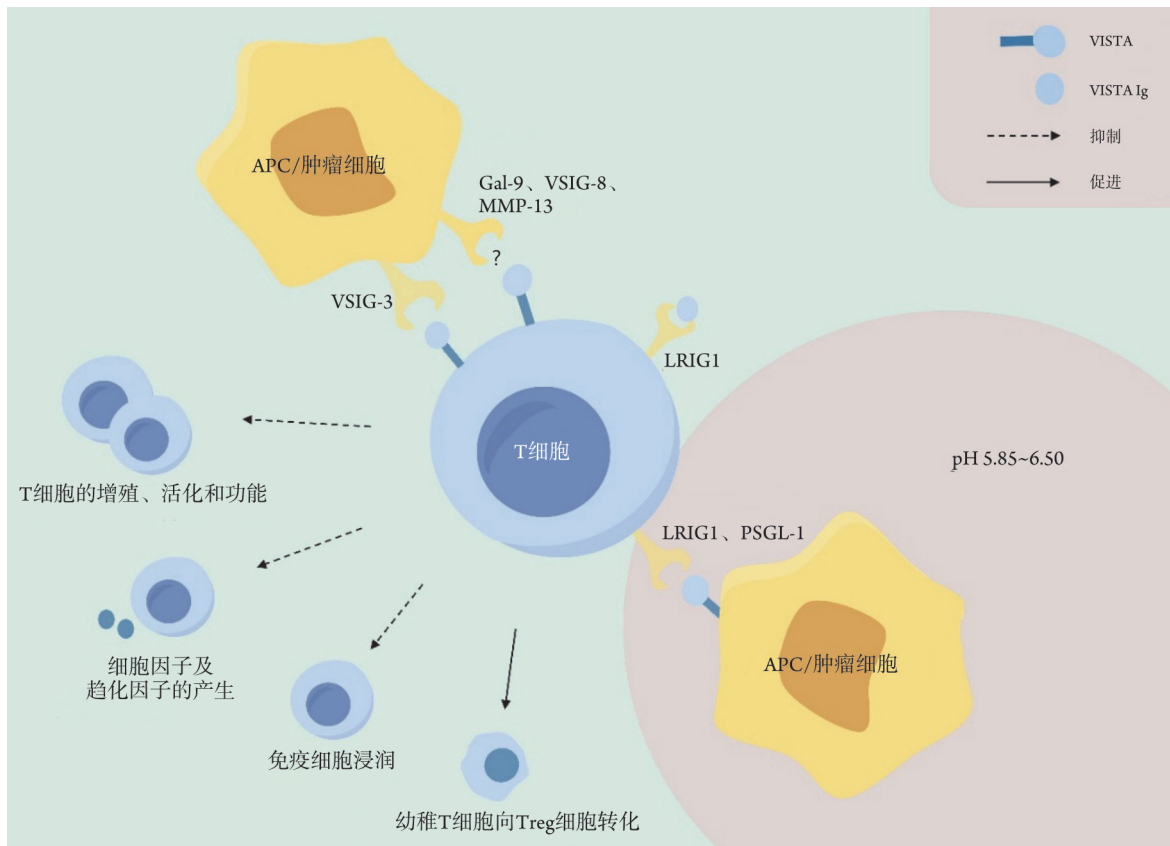 VISTA
VISTA Ig
抑制
促进
APC/肿瘤细胞
Gal-9、VSIG-8、
MMP-13
?
VSIG-3
LRIG1
T细胞
pH 5.85~6.50
T细胞的增殖、活化和功能
LRIG1、PSGL-1
细胞因子及
趋化因子的产生
APC/肿瘤细胞
免疫细胞浸润
幼稚T细胞向Treg细胞转化